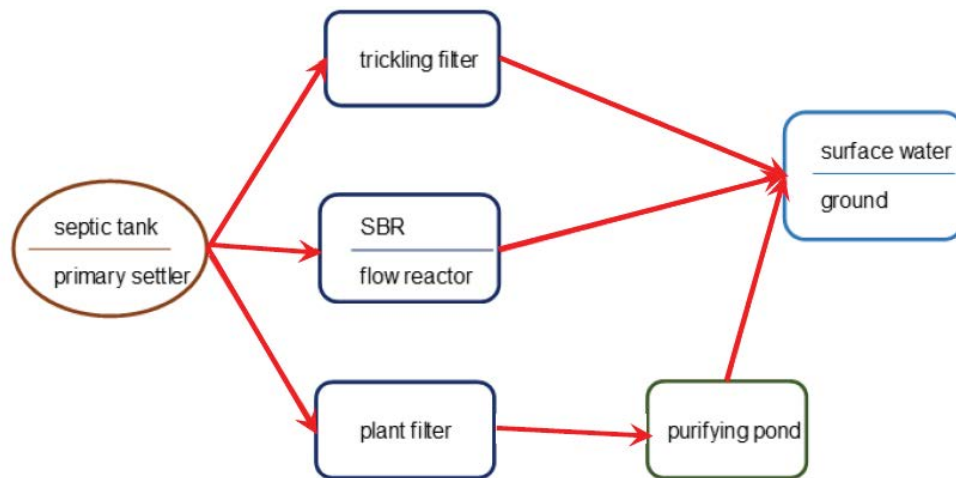 trickling filter
surface water
ground
septic tank
primary settler
SBR
flow reactor
plant filter
purifying pond